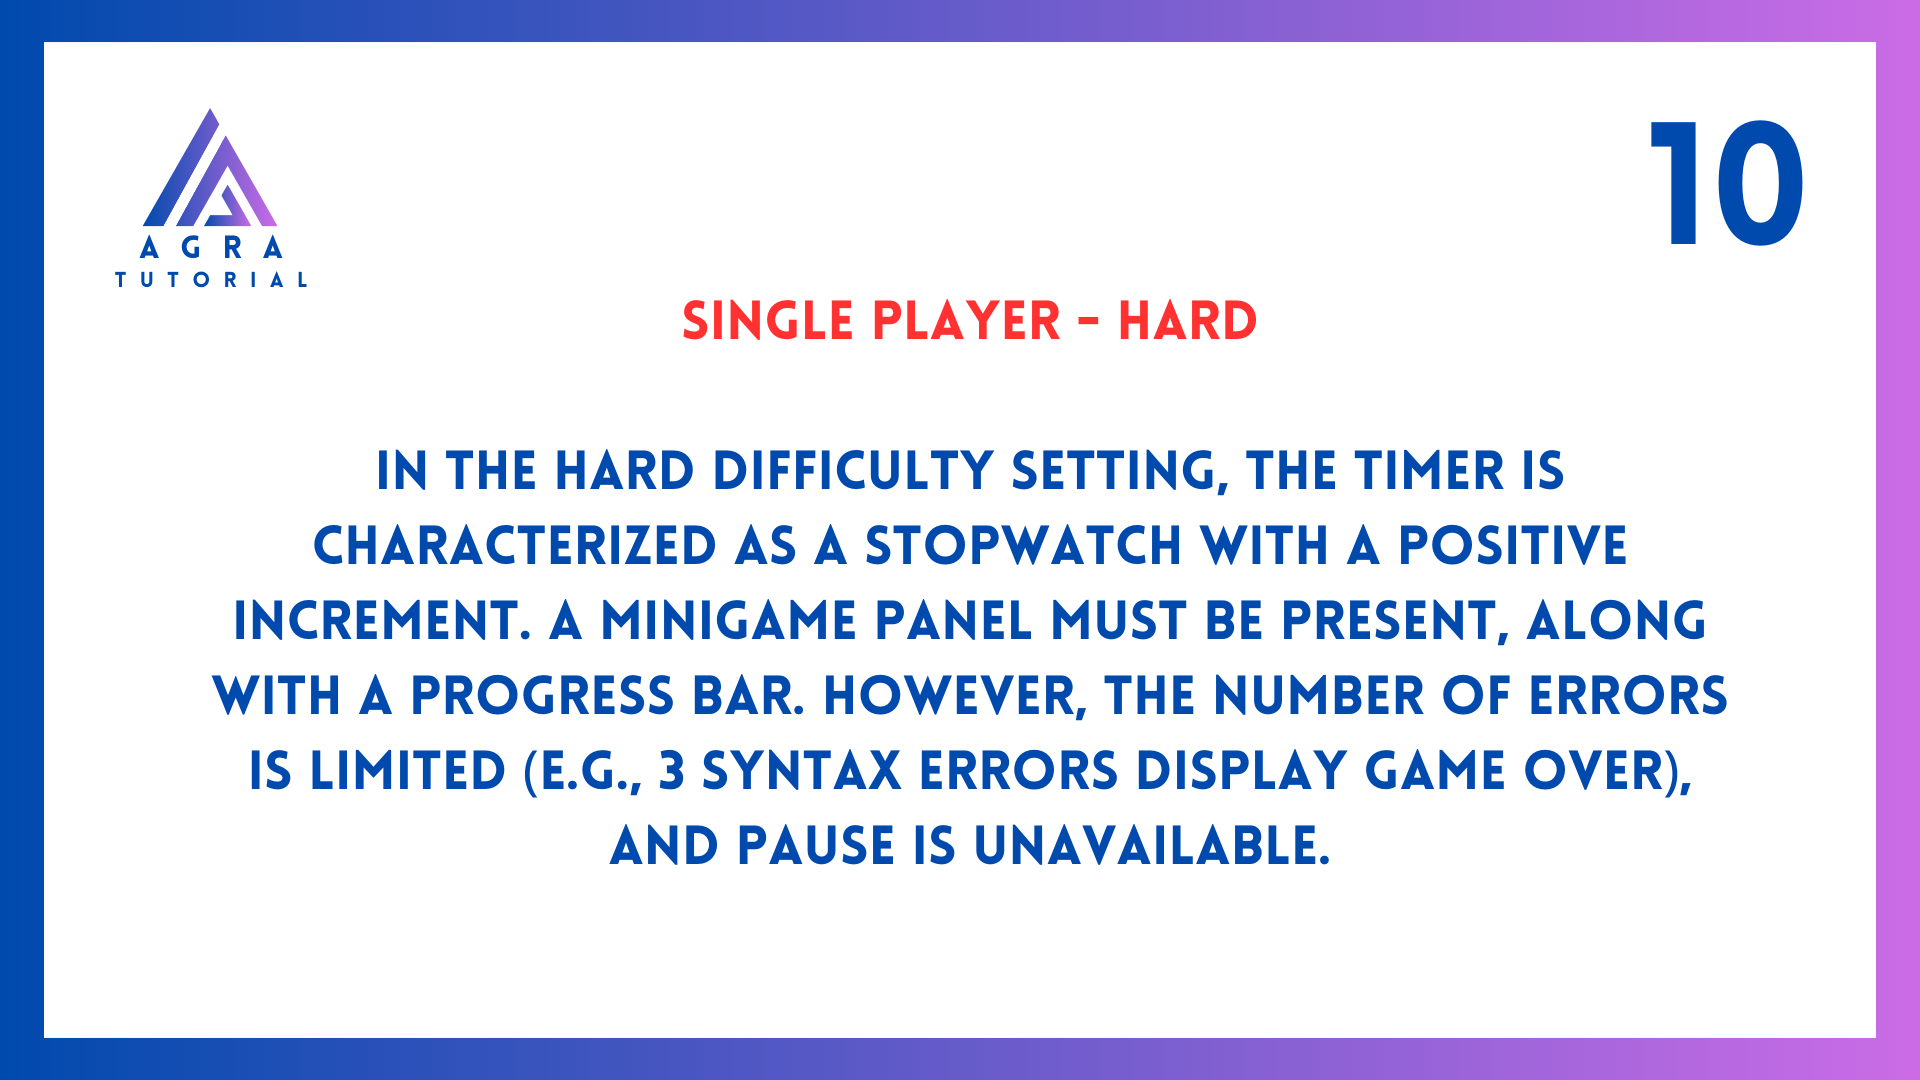 AGRA
TUTORIAL
10
SINGLE PLAYER - HARD
IN THE HARD DIFFICULTY SETTING, THE TIMER IS
CHARACTERIZED AS A STOPWATCH WITH A POSITIVE
INCREMENT. A MINIGAME PANEL MUST BE PRESENT, ALONG
WITH A PROGRESS BAR. HOWEVER, THE NUMBER OF ERRORS
IS LIMITED (E.G., 3 SYNTAX ERRORS DISPLAY GAME OVER),
AND PAUSE IS UNAVAILABLE.